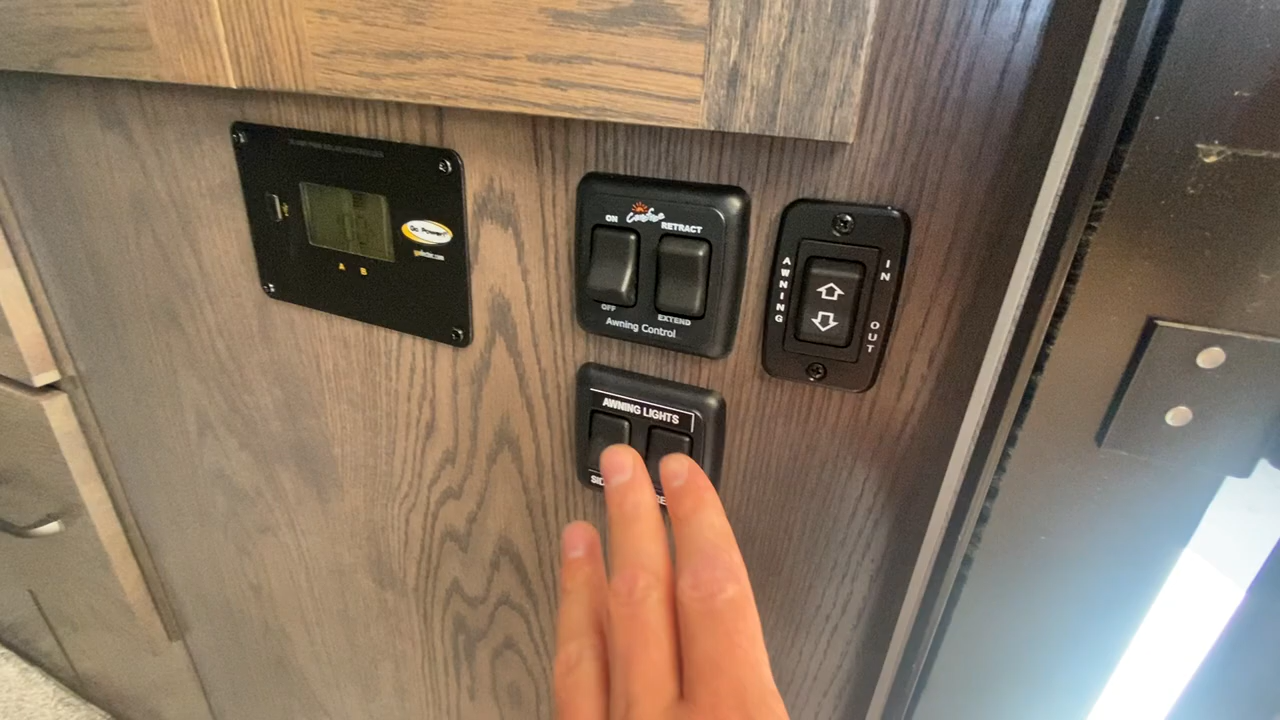 Go Power!
A B
ON
Carefree
RETRACT
OFF
EXTEND
Awning Control
AWNING
IN
OUT
AWNING LIGHTS